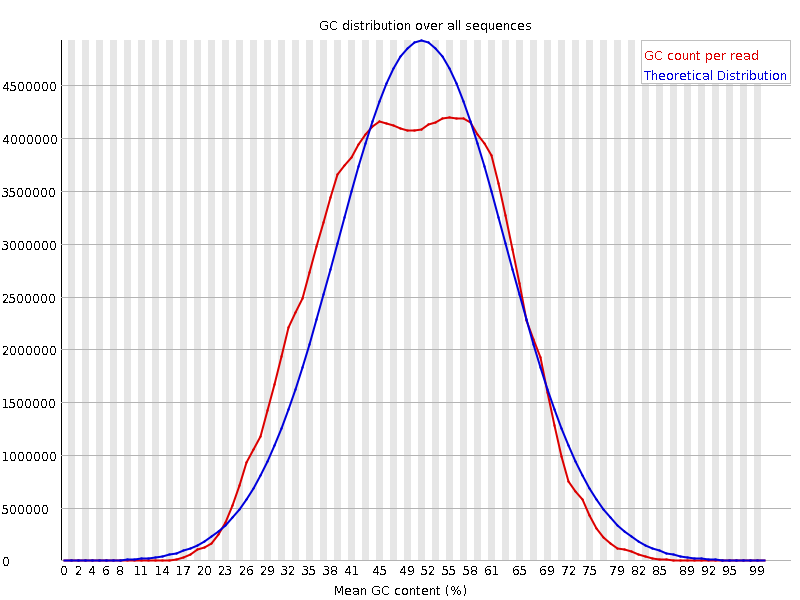 GC distribution over all sequences
GC count per read
Theoretical Distribution
4500000
4000000
3500000
3000000
2500000
2000000
1500000
1000000
500000
0
0 2 4 6 8 11 14 17 20 23 26 29 32 35 38 41 45 49 52 55 58 61 65 69 72 75 79 82 85 89 92 95 99
Mean GC content (%)